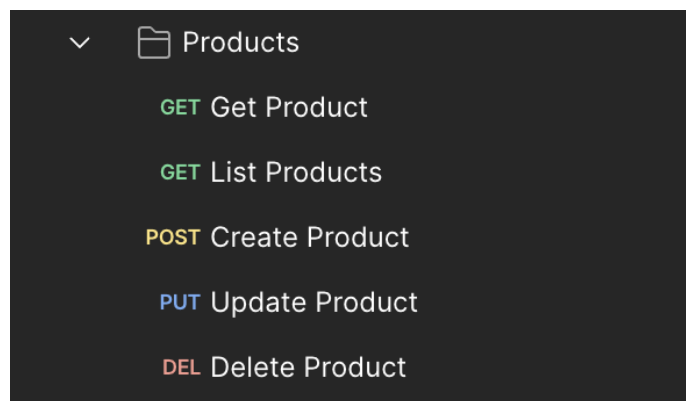 Products
GET Get Product
GET List Products
POST Create Product
PUT Update Product
DEL Delete Product